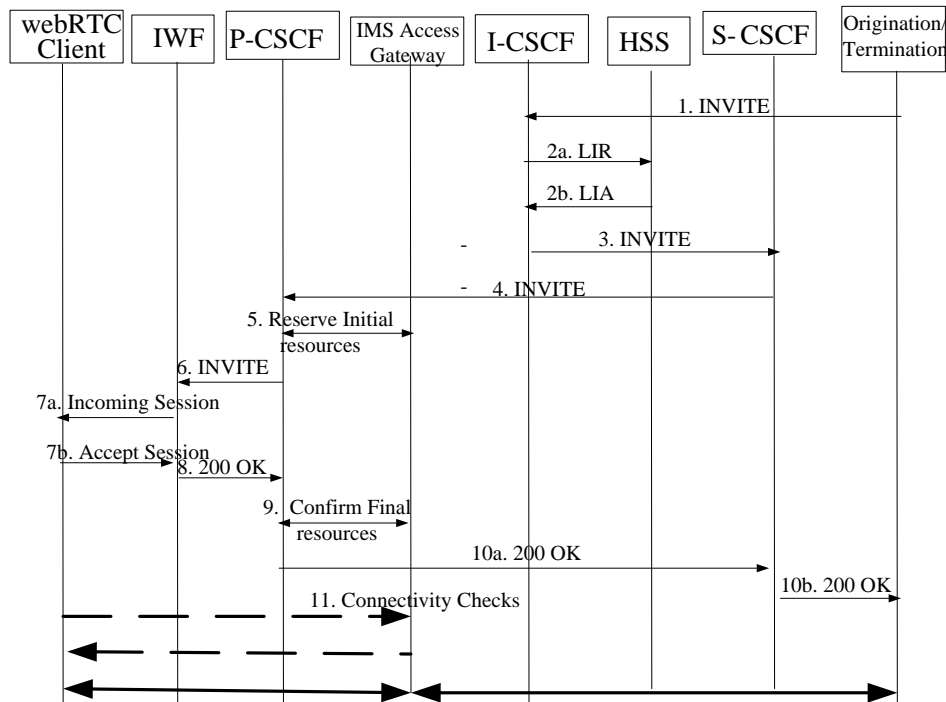 webRTC
Client
IWF
P-CSCF
IMS Access
Gateway
I-CSCF
HSS
S- CSCF
Origination/
Termination
1. INVITE
2a. LIR
2b. LIA
3. INVITE
4. INVITE
5. Reserve Initial
resources
6. INVITE
7a. Incoming Session
7b. Accept Session
8. 200 OK
9. Confirm Final
resources
10a. 200 OK
10b. 200 OK
11. Connectivity Checks